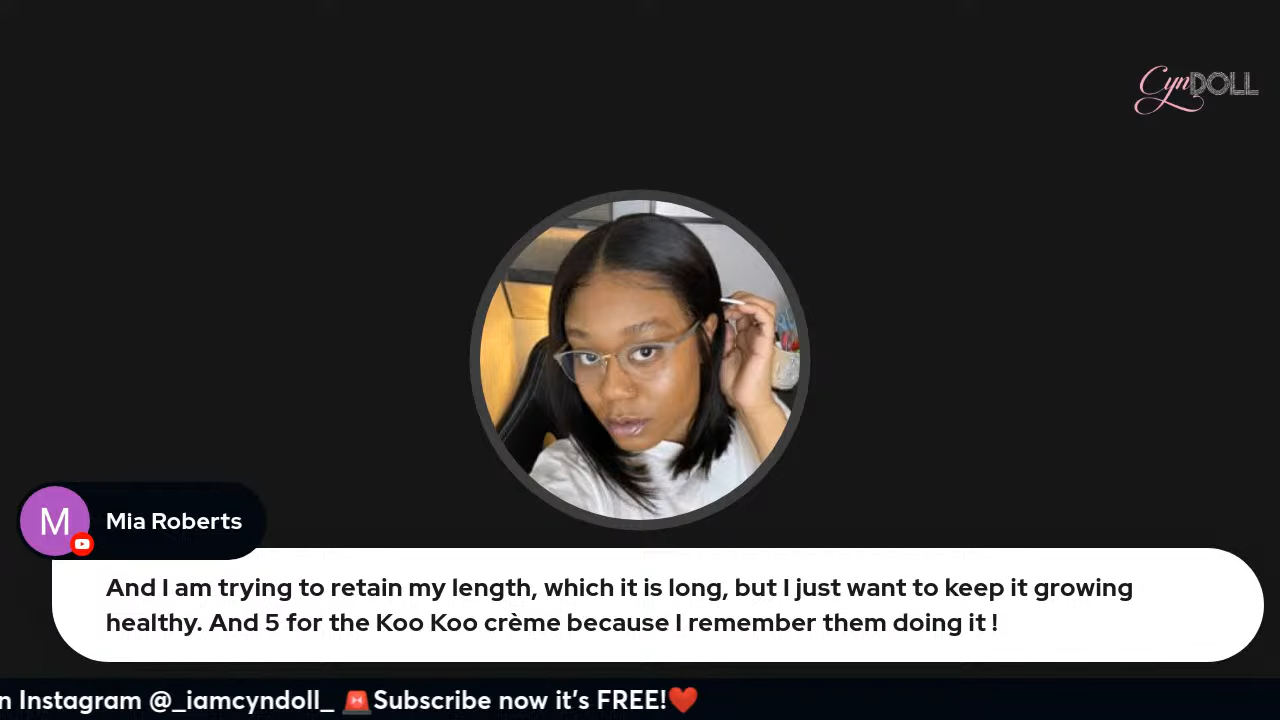 CynDOLL
M
Mia Roberts
And I am trying to retain my length, which it is long, but I just want to keep it growing
healthy. And 5 for the Koo Koo crème because I remember them doing it !
n Instagram @_iamcyndoll_ 🚨Subscribe now it's FREE!❤️